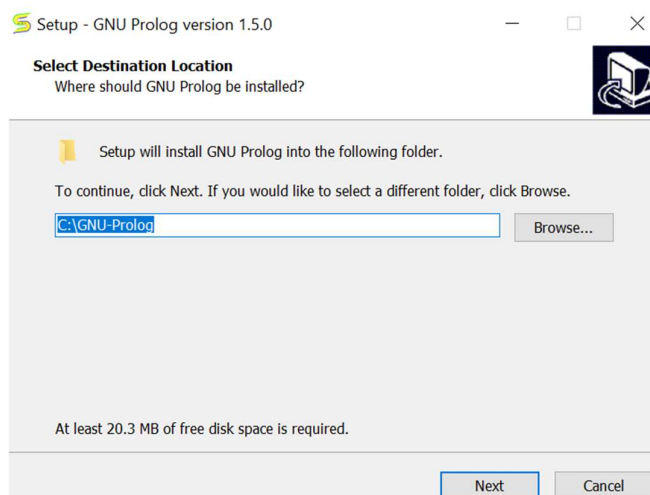 Setup - GNU Prolog version 1.5.0
Select Destination Location
Where should GNU Prolog be installed?
Setup will install GNU Prolog into the following folder.
To continue, click Next. If you would like to select a different folder, click Browse.
C:\GNU-Prolog
Browse...
At least 20.3 MB of free disk space is required.
Next
Cancel